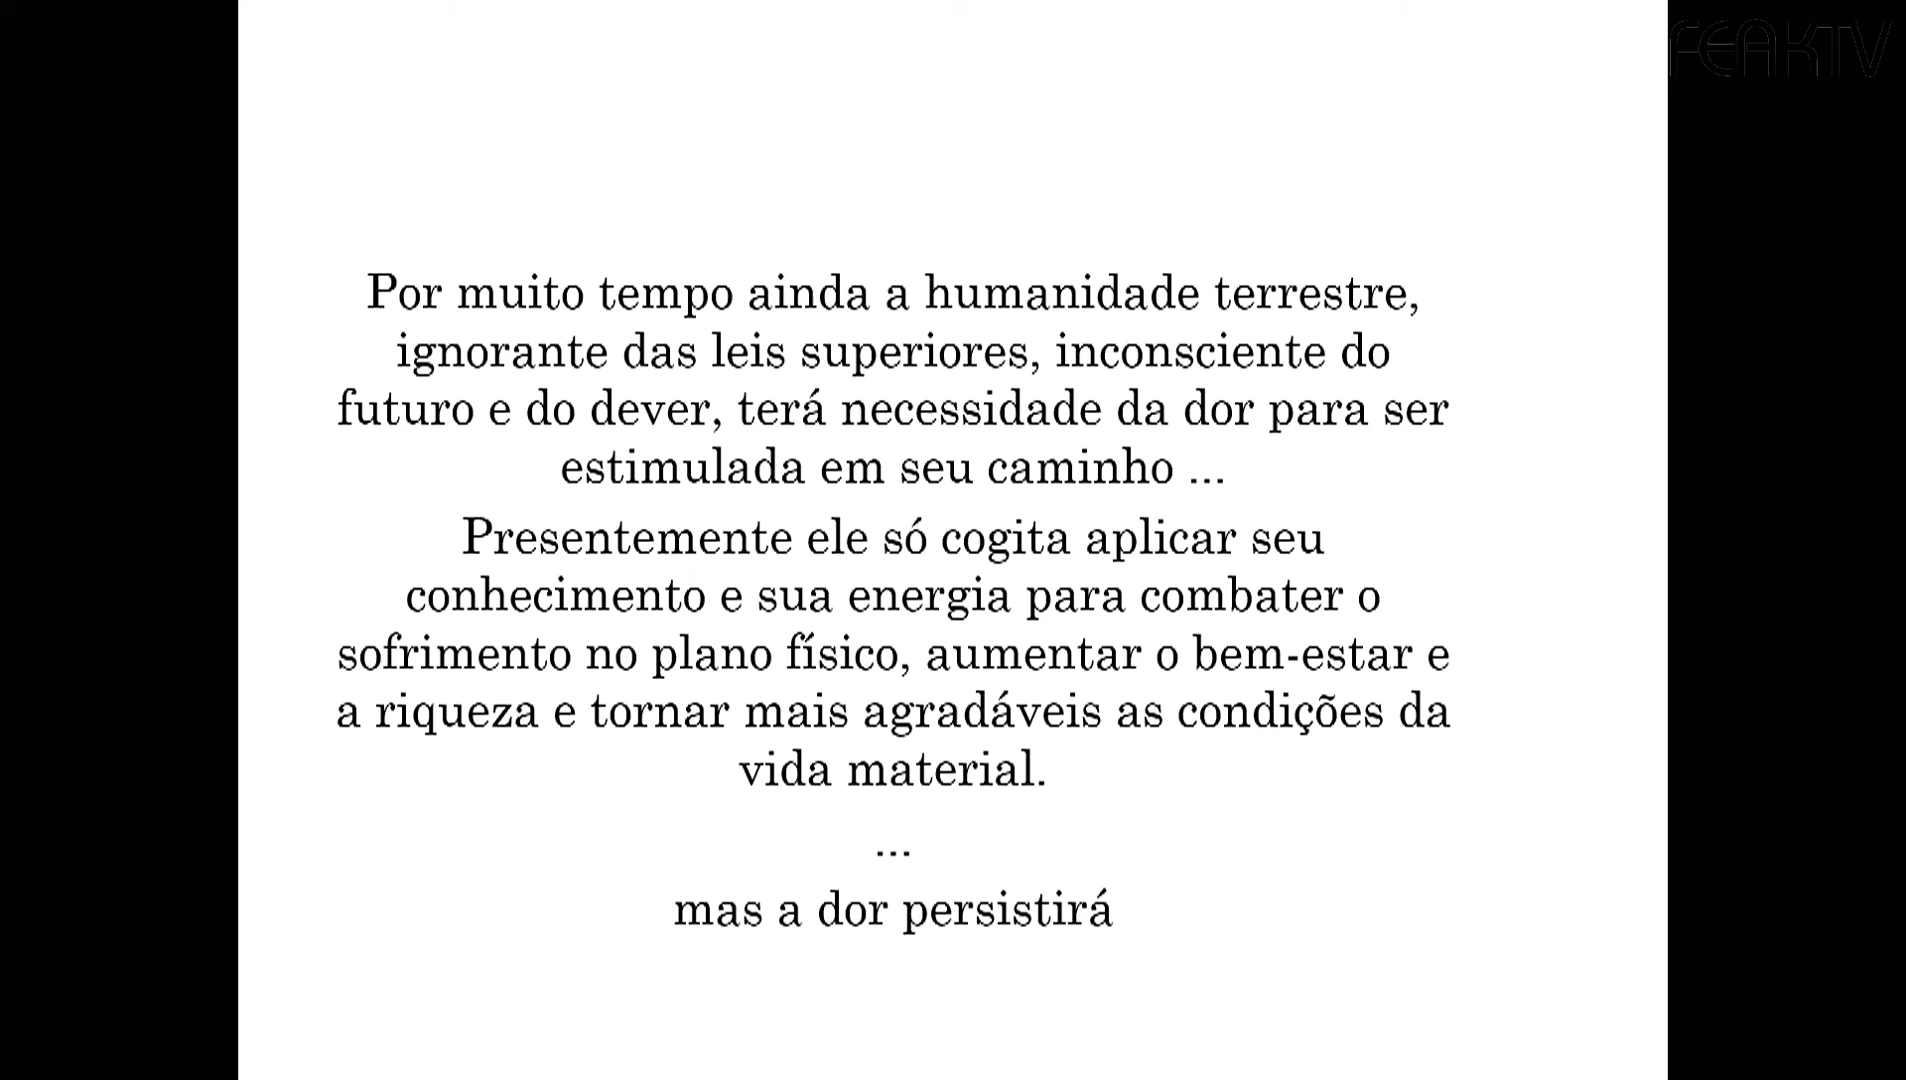 FEAKTV
Por muito tempo ainda a humanidade terrestre,
ignorante das leis superiores, inconsciente do
futuro e do dever, terá necessidade da dor para ser
estimulada em seu caminho ...
Presentemente ele só cogita aplicar seu
conhecimento e sua energia para combater o
sofrimento no plano físico, aumentar o bem-estar e
a riqueza e tornar mais agradáveis as condições da
vida material.
...
mas a dor persistirá